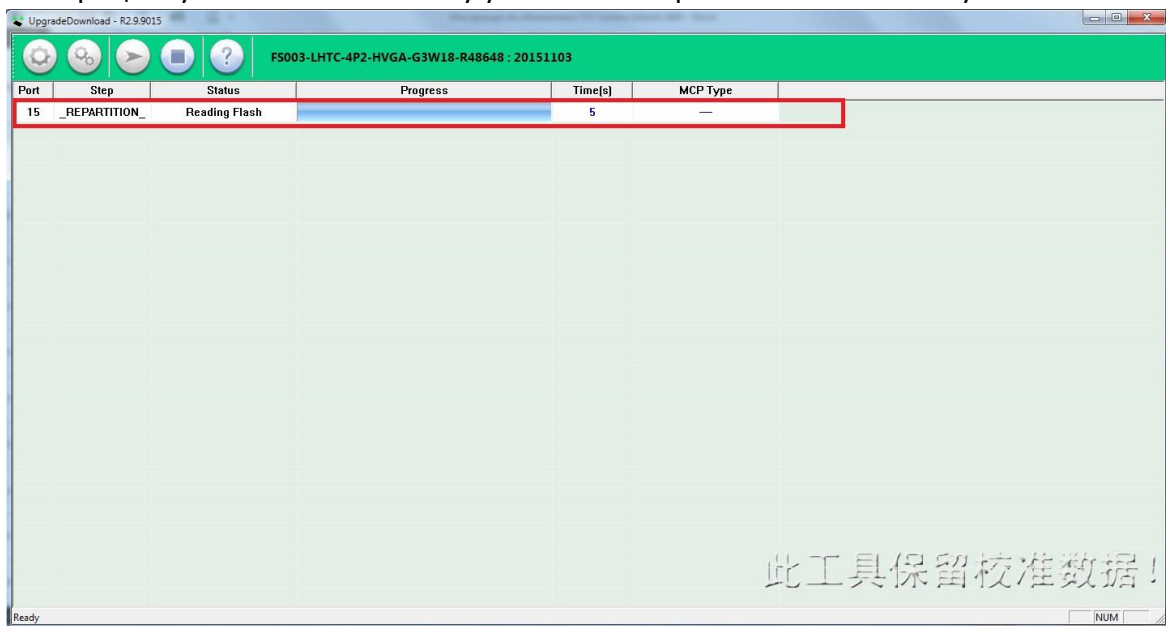 UpgradeDownload - R2.9.9015
FS003-LHTC-4P2-HVGA-G3W18-R48648 : 20151103
Port Step Status Progress Time(s) MCP Type
15 _REPARTITION_ Reading Flash 5 —
此工具保留校准数据!
Ready NUM